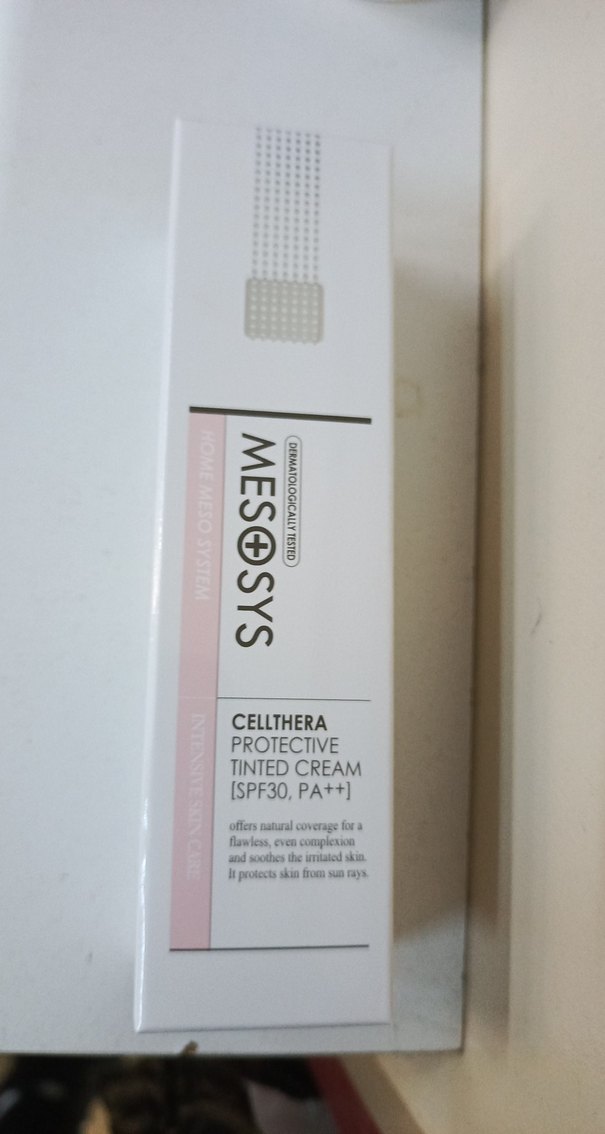 DERMATOLOGICALLY TESTED
MESOSYS
HOME MESO SYSTEM
INTENSIVE SKIN CARE
CELLTHERA
PROTECTIVE
TINTED CREAM
[SPF30, PA++]
offers natural coverage for a
flawless, even complexion
and soothes the irritated skin.
It protects skin from sun rays.